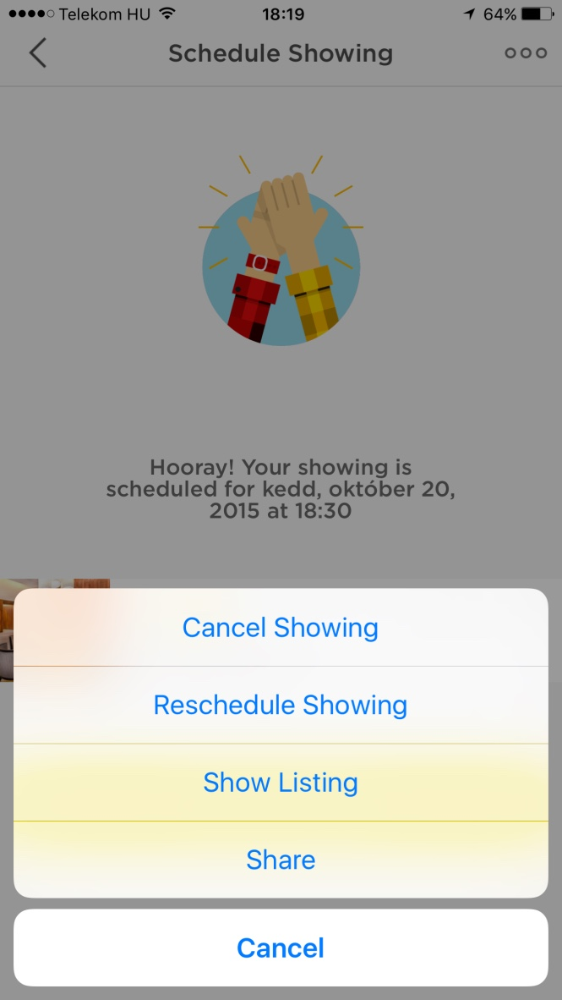 Telekom HU 18:19 64%
Schedule Showing
Hooray! Your showing is
scheduled for kedd, október 20,
2015 at 18:30
Cancel Showing
Reschedule Showing
Show Listing
Share
Cancel